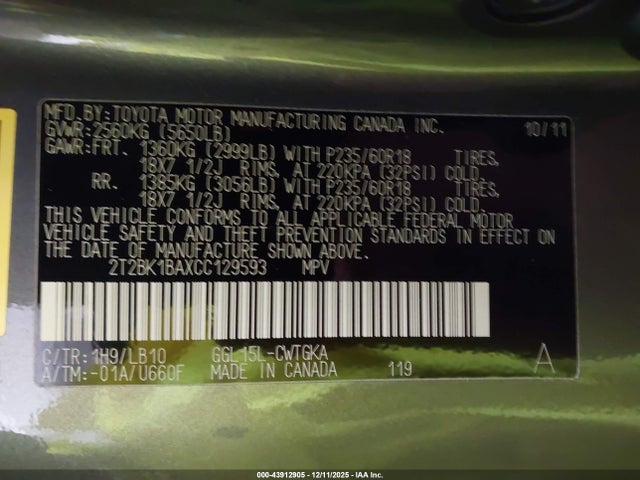 MFD.BY:TOYOTA MOTOR MANUFACTURING CANADA INC. 10/11
GVWR:2560KG (5650LB)
GAWR:FRT. 1360KG (2999LB) WITH P235/60R18 TIRES,
18X7 1/2J RIMS, AT 220KPA (32PSI) COLD.
RR. 1385KG (3056LB) WITH P235/60R18 TIRES,
18X7 1/2J RIMS, AT 220KPA (32PSI) COLD.
THIS VEHICLE CONFORMS TO ALL APPLICABLE FEDERAL MOTOR
VEHICLE SAFETY AND THEFT PREVENTION STANDARDS IN EFFECT ON
THE DATE OF MANUFACTURE SHOWN ABOVE.
2T2BK1BAXCC129593 MPV
C/TR:1H9/LB10 GGL15L-CWTGKA A
A/TM:-01A/U660F MADE IN CANADA 119
000-43912905 - 12/11/2025 - IAA Inc.